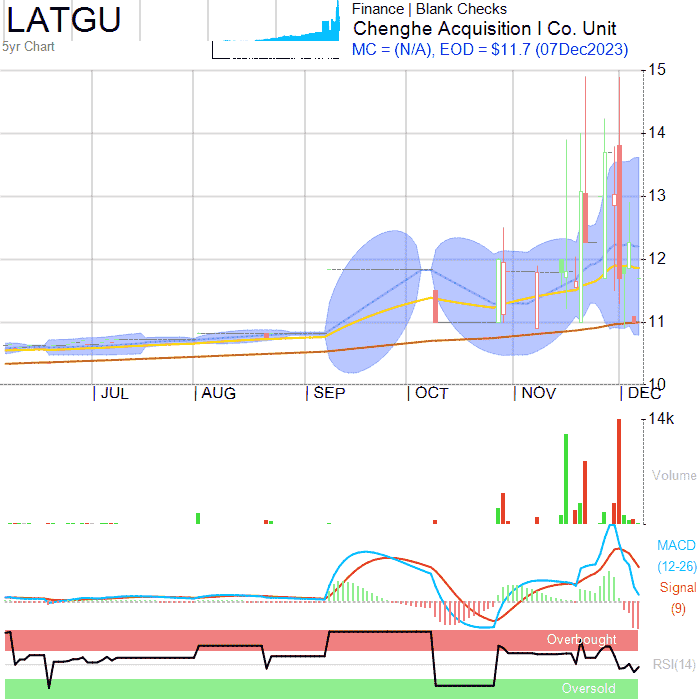 LATGU
5yr Chart
Finance | Blank Checks
Chenghe Acquisition I Co. Unit
MC = (N/A), EOD = $11.7 (07Dec2023)
15
14
13
12
11
10
JUL AUG SEP OCT NOV DEC
14k
Volume
MACD
(12-26)
Signal
(9)
Overbought
RSI(14)
Oversold